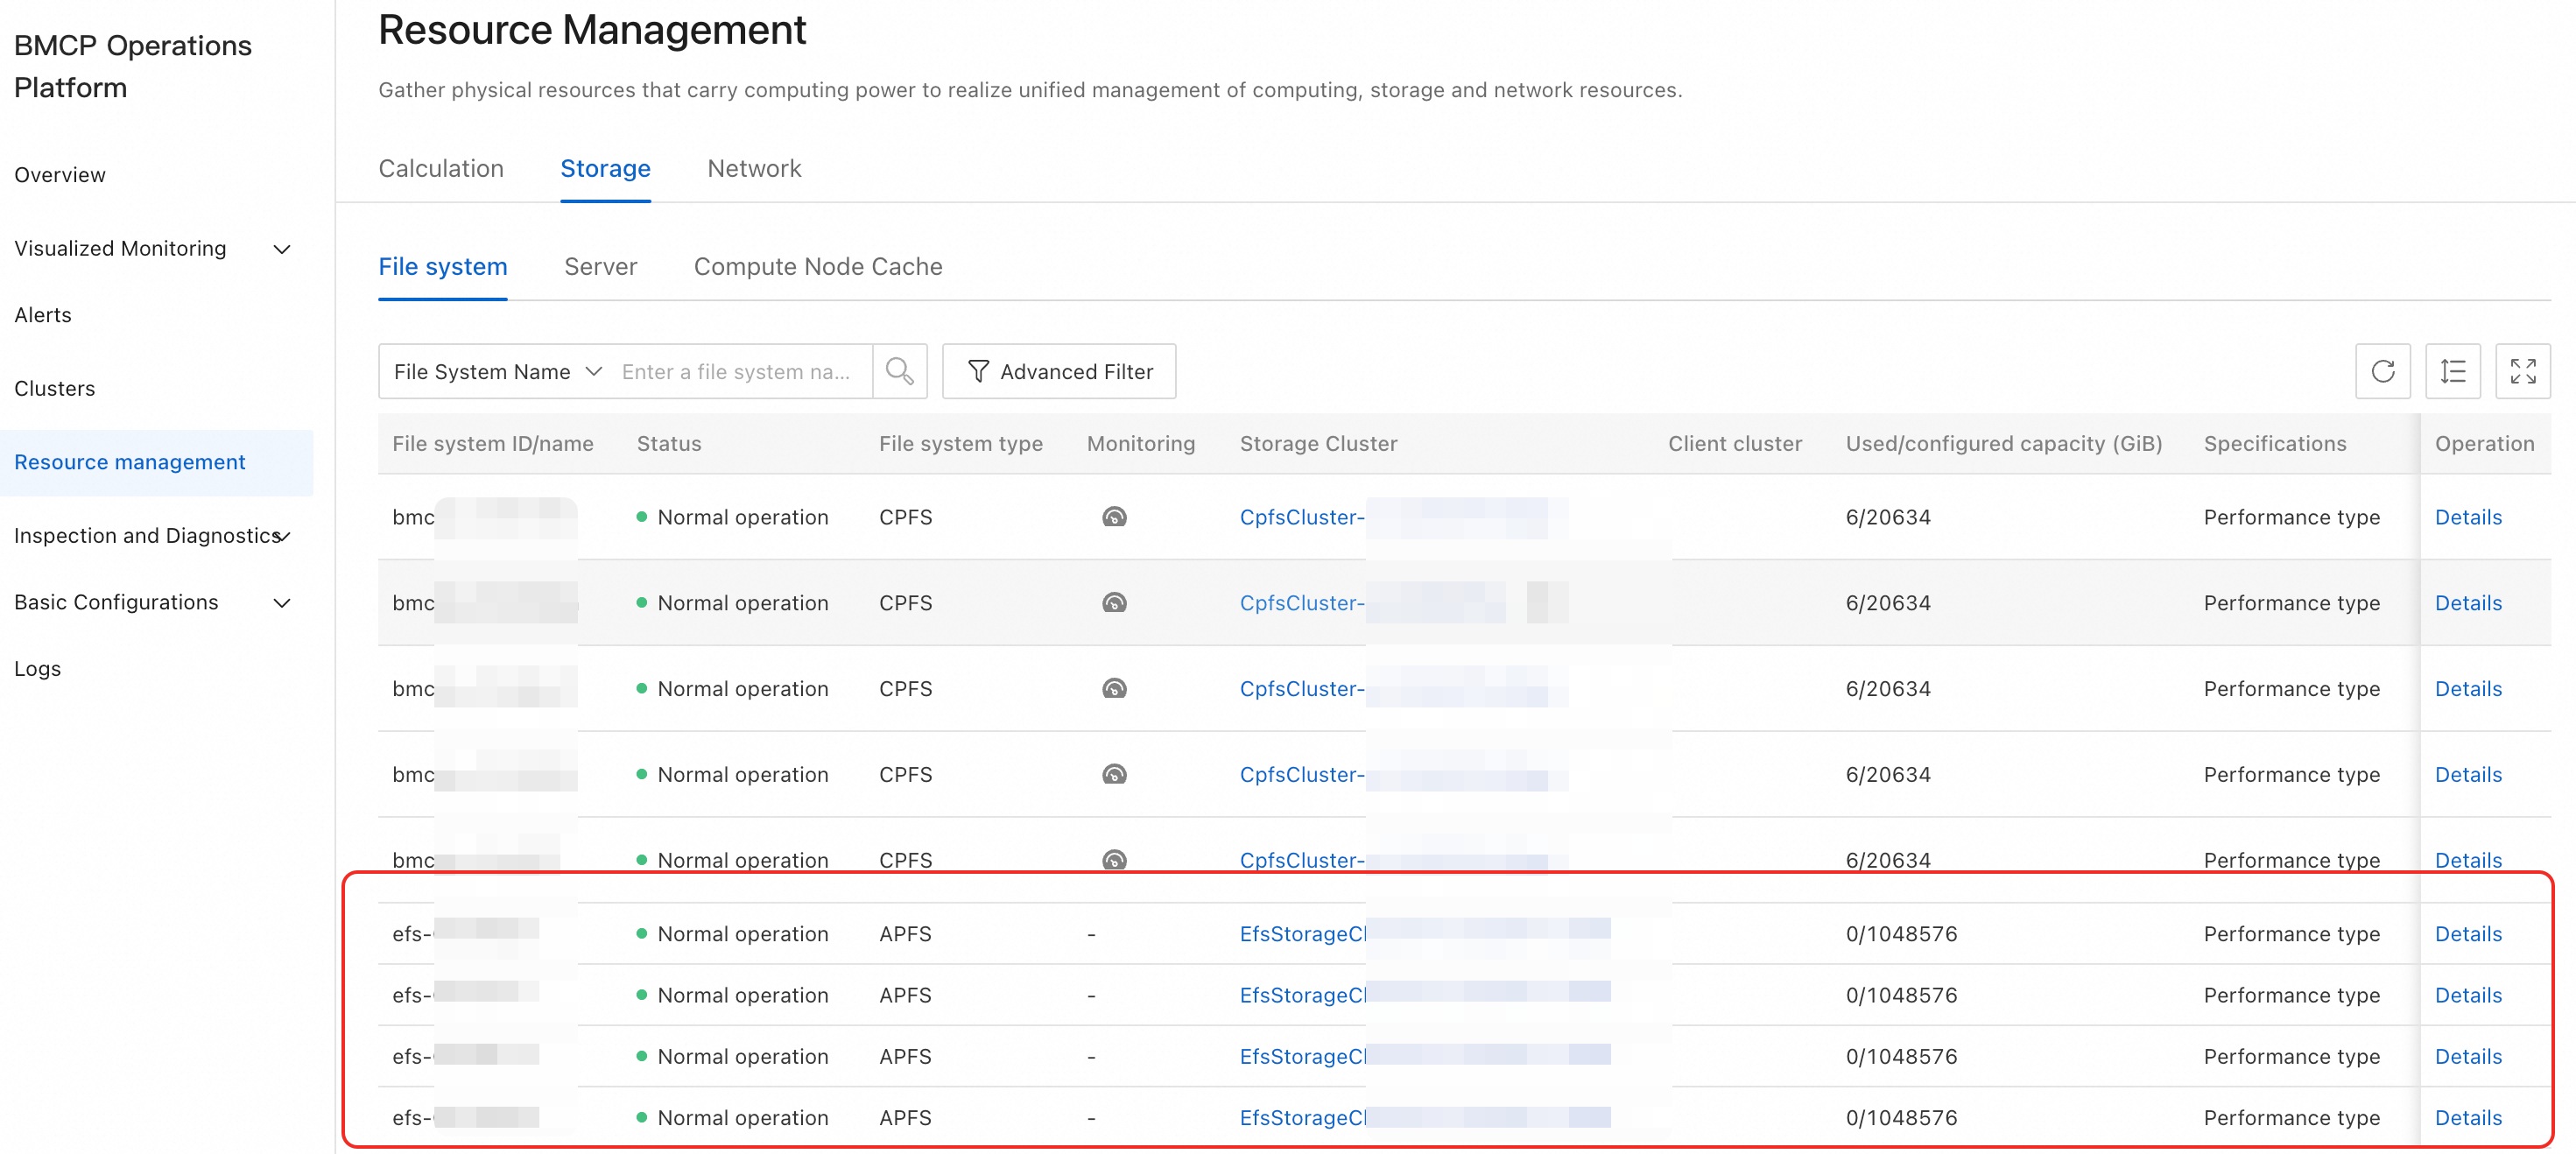 BMCP Operations
Platform
Overview
Visualized Monitoring
Alerts
Clusters
Resource management
Inspection and Diagnostics
Basic Configurations
Logs
Resource Management
Gather physical resources that carry computing power to realize unified management of computing, storage and network resources.
Calculation Storage Network
File system Server Compute Node Cache
File System Name Enter a file system na... Advanced Filter
File system ID/name Status File system type Monitoring Storage Cluster Client cluster Used/configured capacity (GiB) Specifications Operation
bmc Normal operation CPFS CpfsCluster- 6/20634 Performance type Details
bmc Normal operation CPFS CpfsCluster- 6/20634 Performance type Details
bmc Normal operation CPFS CpfsCluster- 6/20634 Performance type Details
bmc Normal operation CPFS CpfsCluster- 6/20634 Performance type Details
bmc Normal operation CPFS CpfsCluster- 6/20634 Performance type Details
efs- Normal operation APFS - EfsStorageCl 0/1048576 Performance type Details
efs- Normal operation APFS - EfsStorageCl 0/1048576 Performance type Details
efs- Normal operation APFS - EfsStorageCl 0/1048576 Performance type Details
efs- Normal operation APFS - EfsStorageCl 0/1048576 Performance type Details